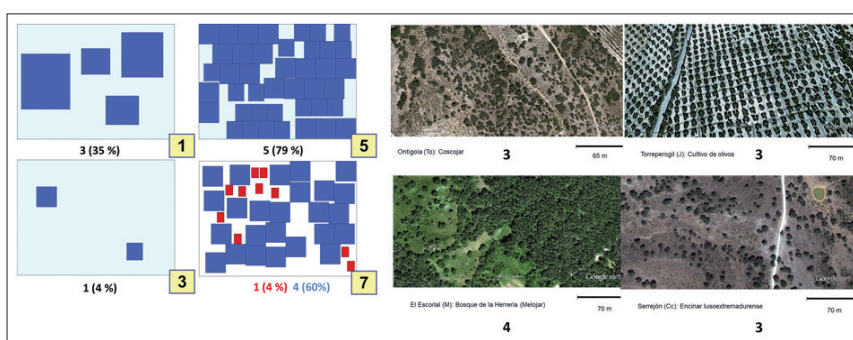 1
3 (35 %)
5
5 (79 %)
3
1 (4 %)
7
1 (4 %) 4 (60%)
Ontígola (To): Coscojar
3
65 m
Torreperogil (J): Cultivo de olivos
3
70 m
Google
El Escorial (M): Bosque de la Herrería (Melojar)
4
70 m
Google
Serrejón (Cc): Encinar lusoextremadurense
3
70 m